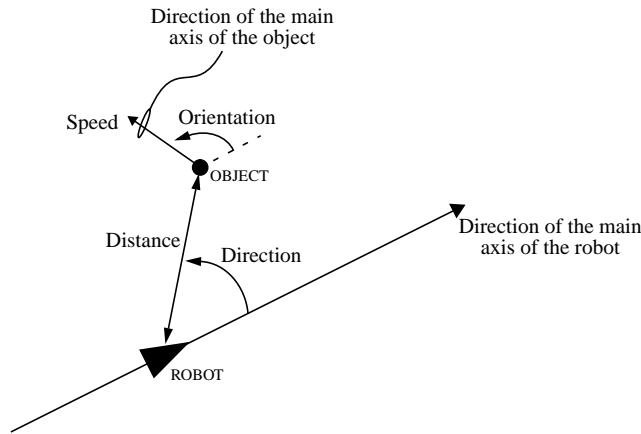 Direction of the main
axis of the object
Orientation
Speed
OBJECT
Distance
Direction
Direction of the main
axis of the robot
ROBOT